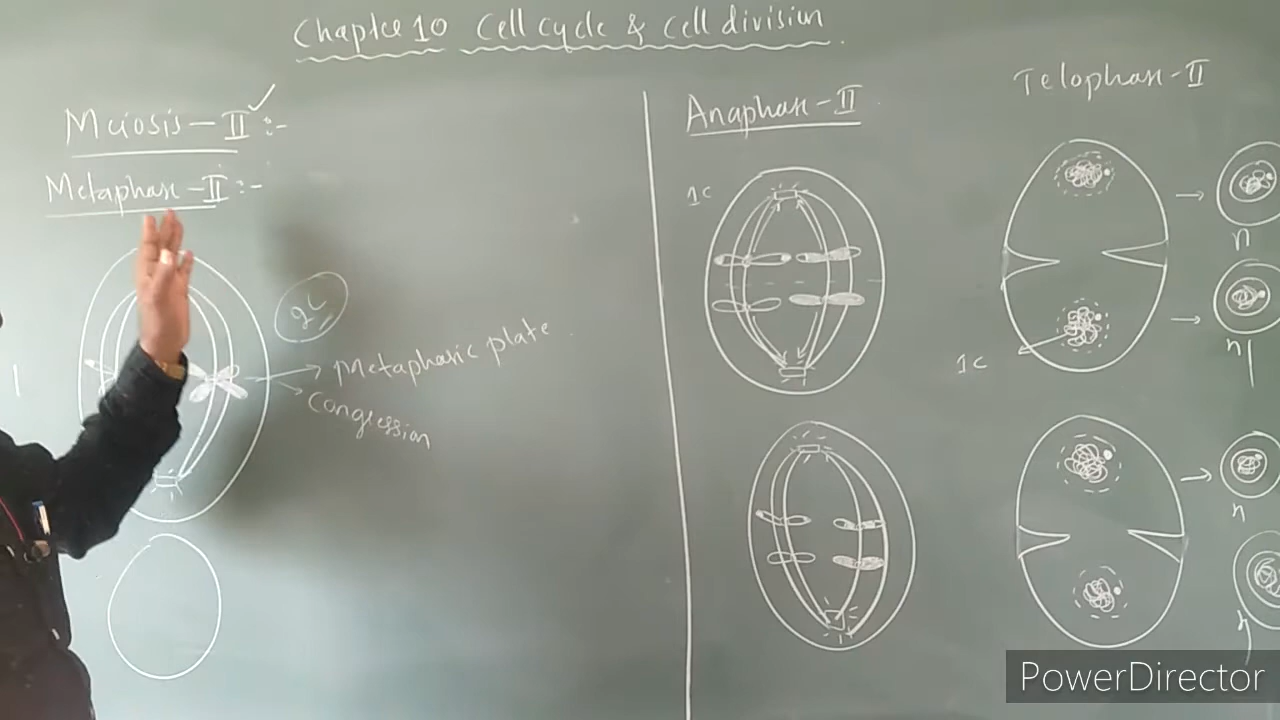 Chapter 10 Cell cycle & Cell division.
Meiosis - II :-
Metaphase - II :-
2C
Metaphasic plate.
Congression
Anaphase - II
1C
Telophase - II
n
n
1C
n
n
PowerDirector